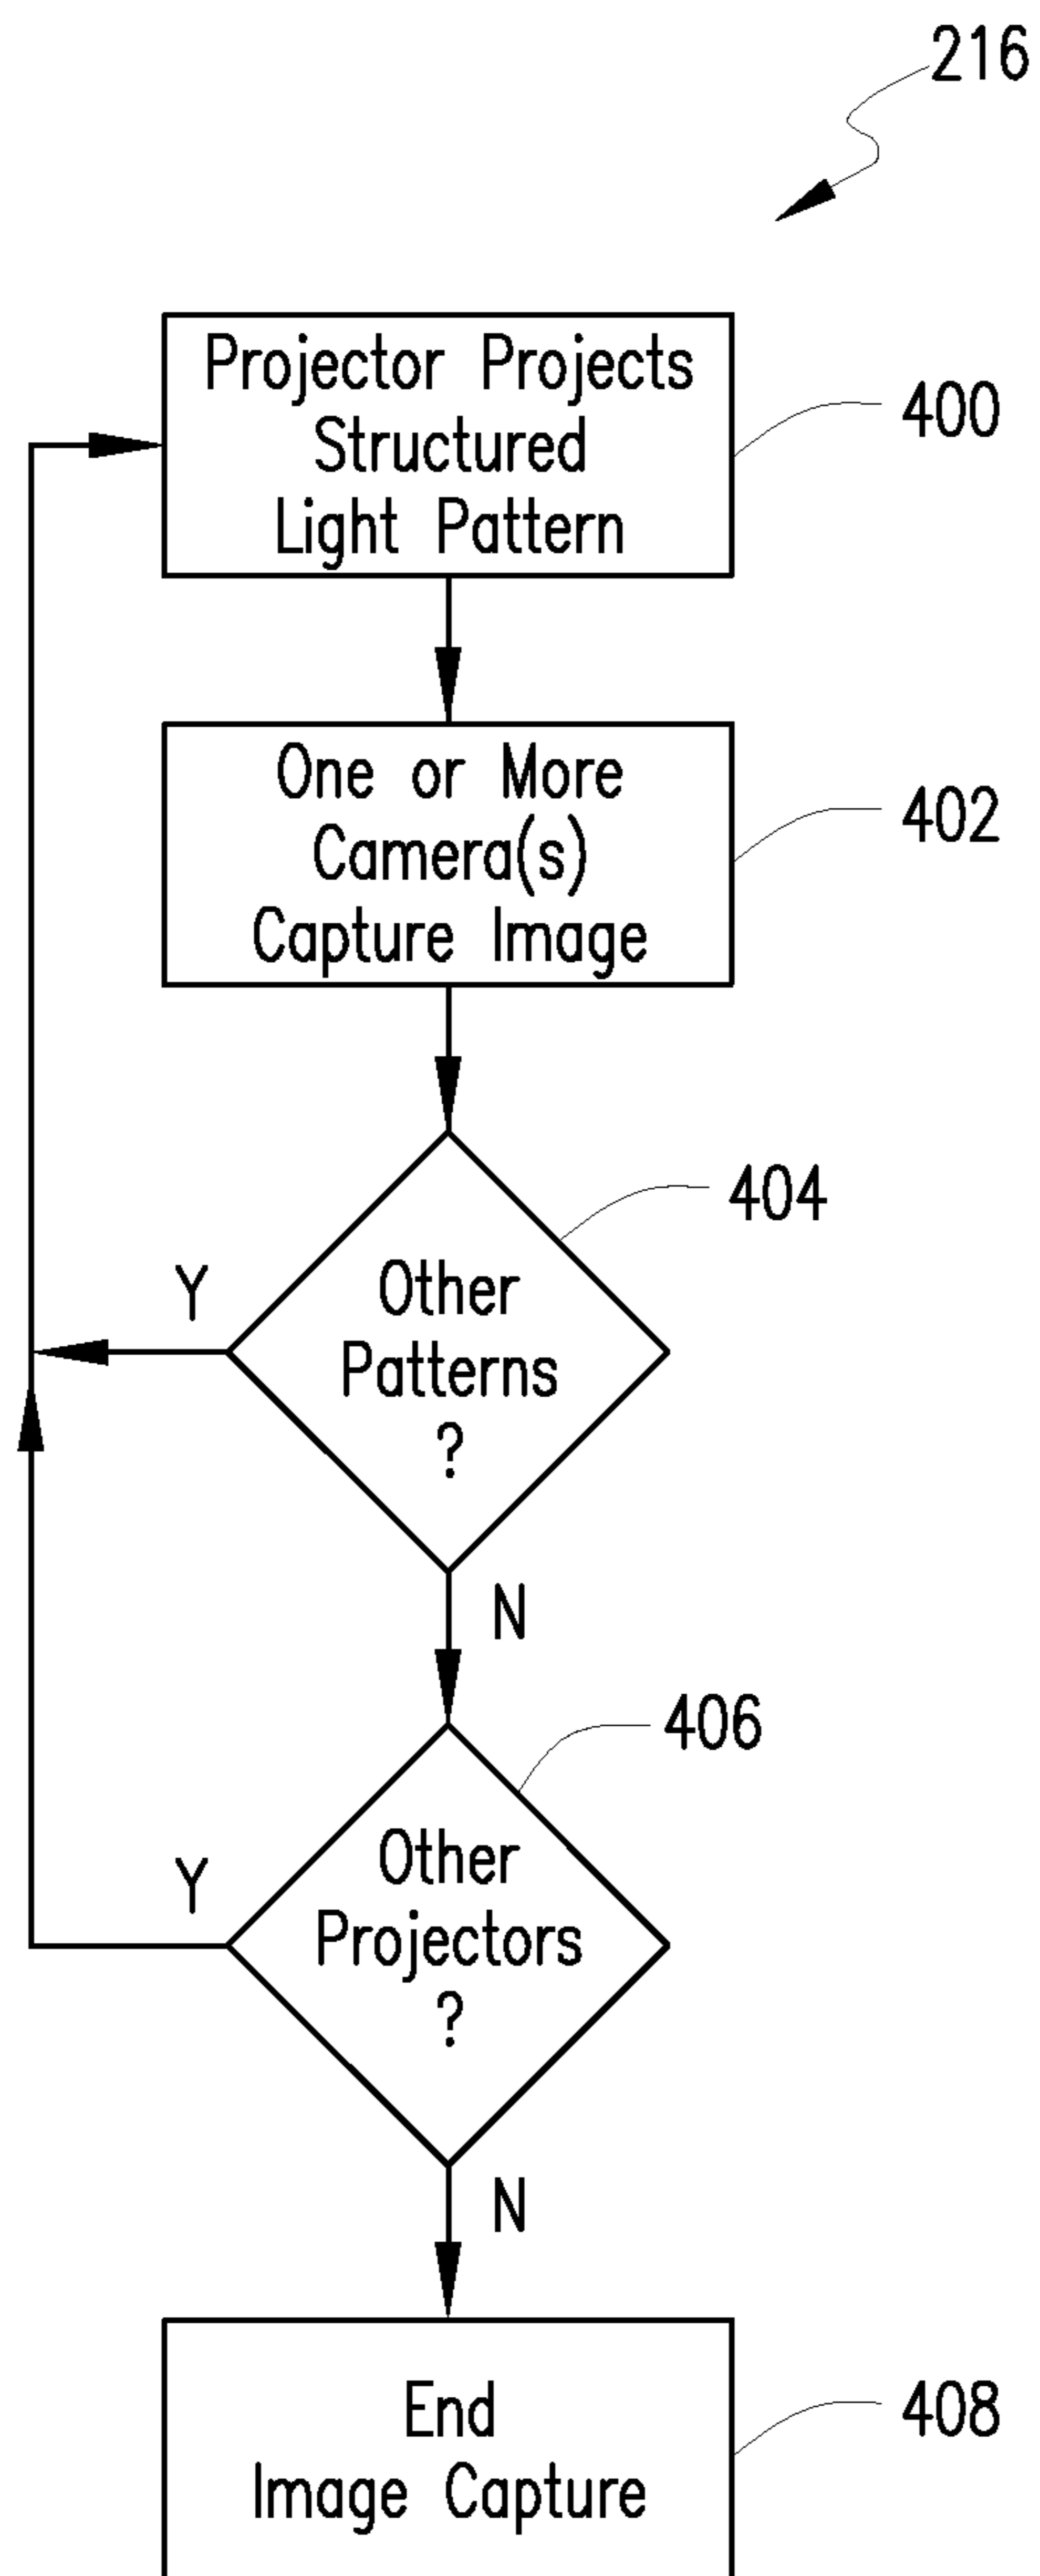 216
Projector Projects
Structured
Light Pattern
400
One or More
Camera(s)
Capture Image
402
404
Other
Patterns
?
Y
N
406
Other
Projectors
?
Y
N
End
Image Capture
408